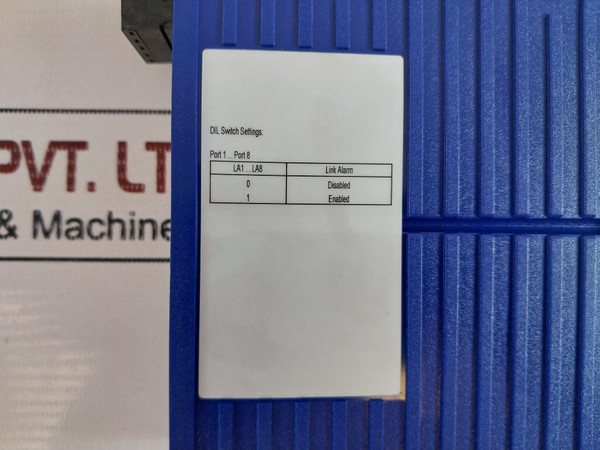 DIL Switch Settings:
Port 1 ... Port 8
LA1 ... LA8 Link Alarm
0 Disabled
1 Enabled
PVT. LT
& Machine